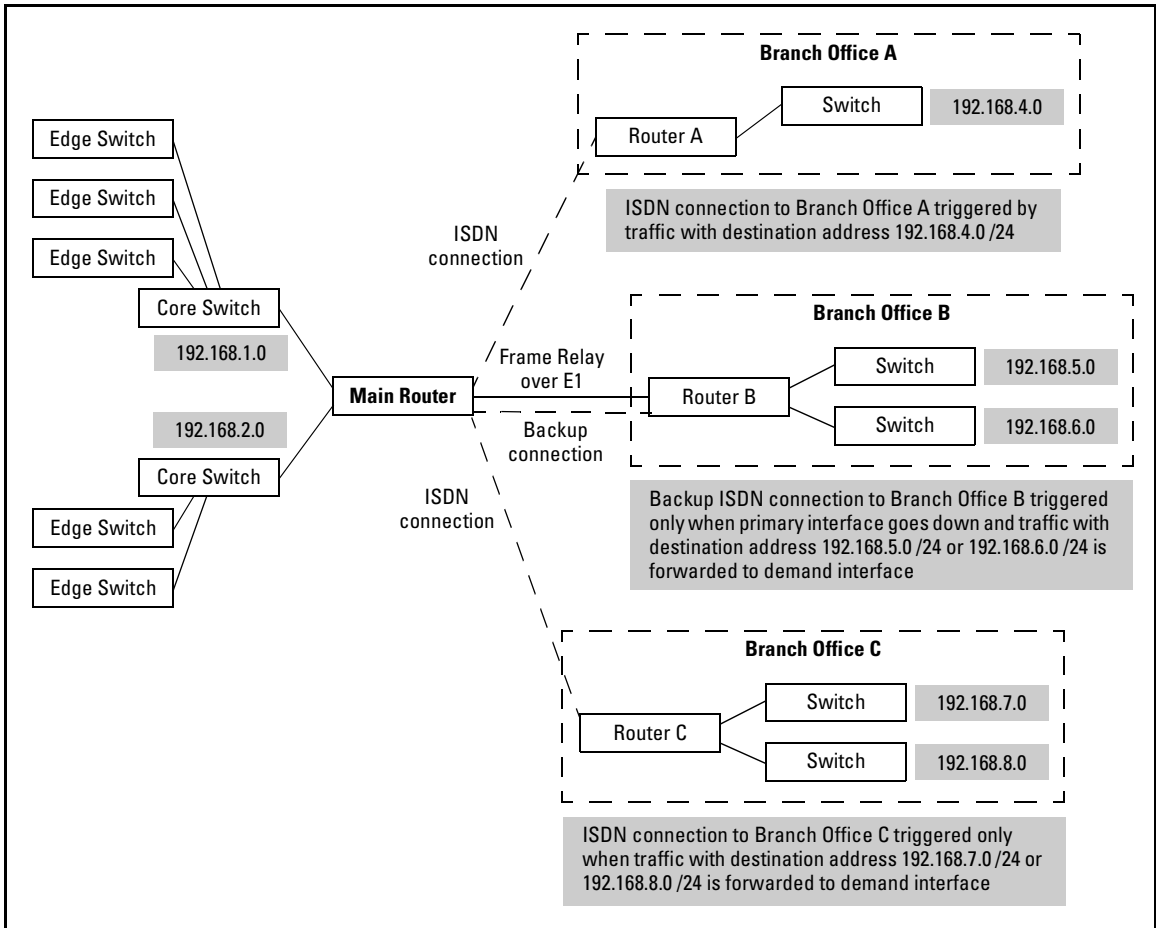 Branch Office A
Switch
192.168.4.0
Router A
Edge Switch
Edge Switch
Edge Switch
ISDN connection to Branch Office A triggered by
traffic with destination address 192.168.4.0 /24
ISDN
connection
Core Switch
192.168.1.0
Branch Office B
Frame Relay
over E1
Switch
192.168.5.0
Main Router
Router B
192.168.2.0
Switch
192.168.6.0
Backup
connection
Core Switch
ISDN
connection
Edge Switch
Edge Switch
Backup ISDN connection to Branch Office B triggered
only when primary interface goes down and traffic with
destination address 192.168.5.0 /24 or 192.168.6.0 /24 is
forwarded to demand interface
Branch Office C
Switch
192.168.7.0
Router C
Switch
192.168.8.0
ISDN connection to Branch Office C triggered only
when traffic with destination address 192.168.7.0 /24 or
192.168.8.0 /24 is forwarded to demand interface